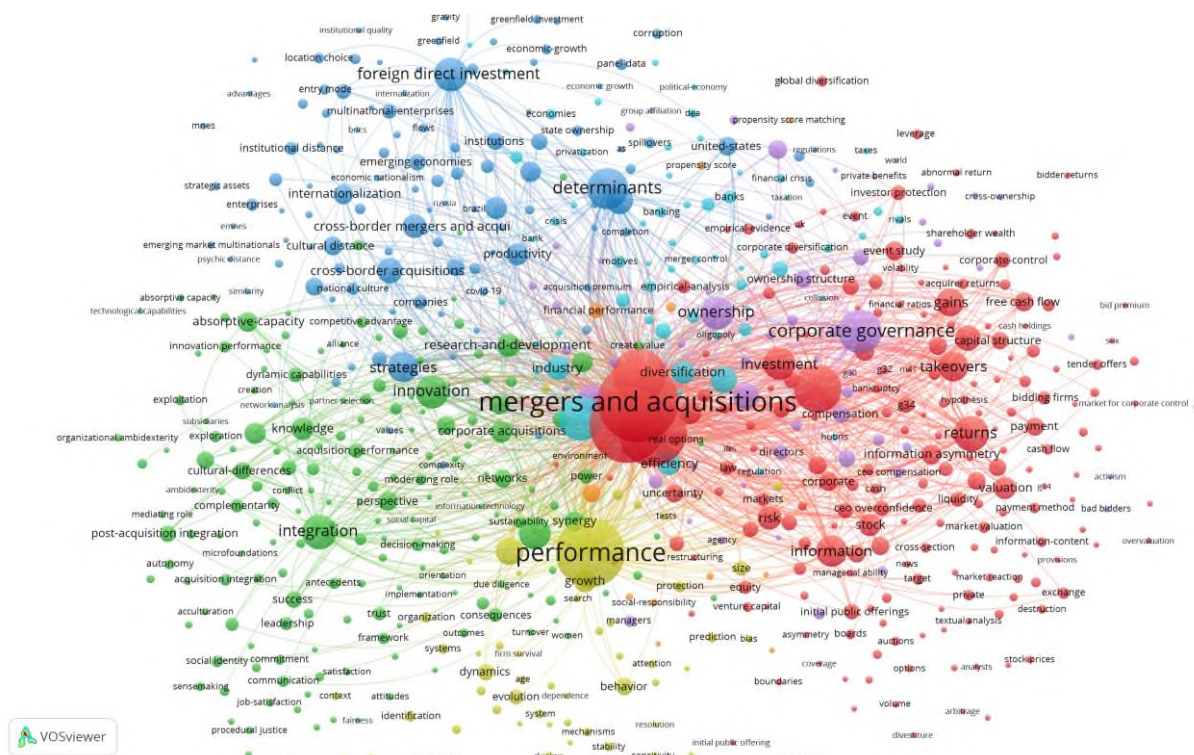 gravity
greenfield investment
institutional quality
corruption
greenfield
economic-growth
location choice
panel-data
foreign direct investment
global diversification
entry mode
economic growth
political-economy
advantages
internalization
multinational-enterprises
group affiliation
dea
propensity score matching
economies
mnes
brics
flows
leverage
institutions
state ownership
as
spillovers
united-states
regulations
taxes
institutional distance
privatization
world
emerging economies
propensity score
abnormal return
economic nationalism
financial crisis
private benefits
bidder returns
strategic assets
determinants
internationalization
investor protection
cross-ownership
enterprises
russia
brazil
banks
taxation
emnes
crisis
banking
event
rivals
shareholder wealth
cross-border mergers and acqui
empirical-evidence
uk
emerging market multinationals
cultural distance
bank
completion
corporate diversification
event study
psychic distance
productivity
motives
merger control
corporate-control
cross-border acquisitions
volability
national culture
covid-19
acquisition premium
empirical-analysis
ownership structure
acquirer returns
similarity
absorptive capacity
companies
collusion
technological capabilities
financial performance
ownership
financial ratios
gains
free cash flow
bid premium
absorptive-capacity
competitive advantage
oligopoly
corporate governance
cash holdings
innovation performance
alliance
research-and-development
create value
capital structure
sox
dynamic capabilities
strategies
industry
diversification
investment
g30
g32
m41
takeovers
tender offers
creation
partner selection
innovation
bankruptcy
exploitation
network analysis
mergers and acquisitions
compensation
g34
hypothesis
bidding firms
market for corporate control
subsidiaries
organizational ambidexterity
exploration
knowledge
values
corporate acquisitions
real options
hubris
returns
payment
acquisition performance
environment
directors
information asymmetry
cash flow
cultural-differences
complexity
efficiency
law
regulation
ceo compensation
moderating role
networks
power
corporate
cash
valuation
g14
activism
ambidexterity
conflict
perspective
uncertainty
markets
liquidity
payment method
bad bidders
complementarity
information technology
ceo overconfidence
mediating role
social capital
sustainability
synergy
tests
risk
stock
market valuation
overvaluation
post-acquisition integration
integration
decision-making
agency
cross-section
information-content
microfoundations
performance
restructuring
information
news
provisions
autonomy
orientation
size
managerial ability
target
market reaction
acquisition integration
antecedents
due diligence
growth
protection
equity
private
exchange
success
implementation
search
social-responsibility
venture capital
destruction
acculturation
trust
organization
consequences
managers
initial public offerings
textual analysis
leadership
framework
outcomes
turnover
women
prediction
bias
asymmetry
boards
auctions
social identity
commitment
systems
firm survival
attention
coverage
analysts
stock prices
sensemaking
communication
satisfaction
dynamics
age
behavior
boundaries
options
job-satisfaction
context
attitudes
evolution
dependence
volume
arbitrage
procedural justice
fairness
identification
system
mechanisms
resolution
stability
initial public offering
divestiture
VOSviewer